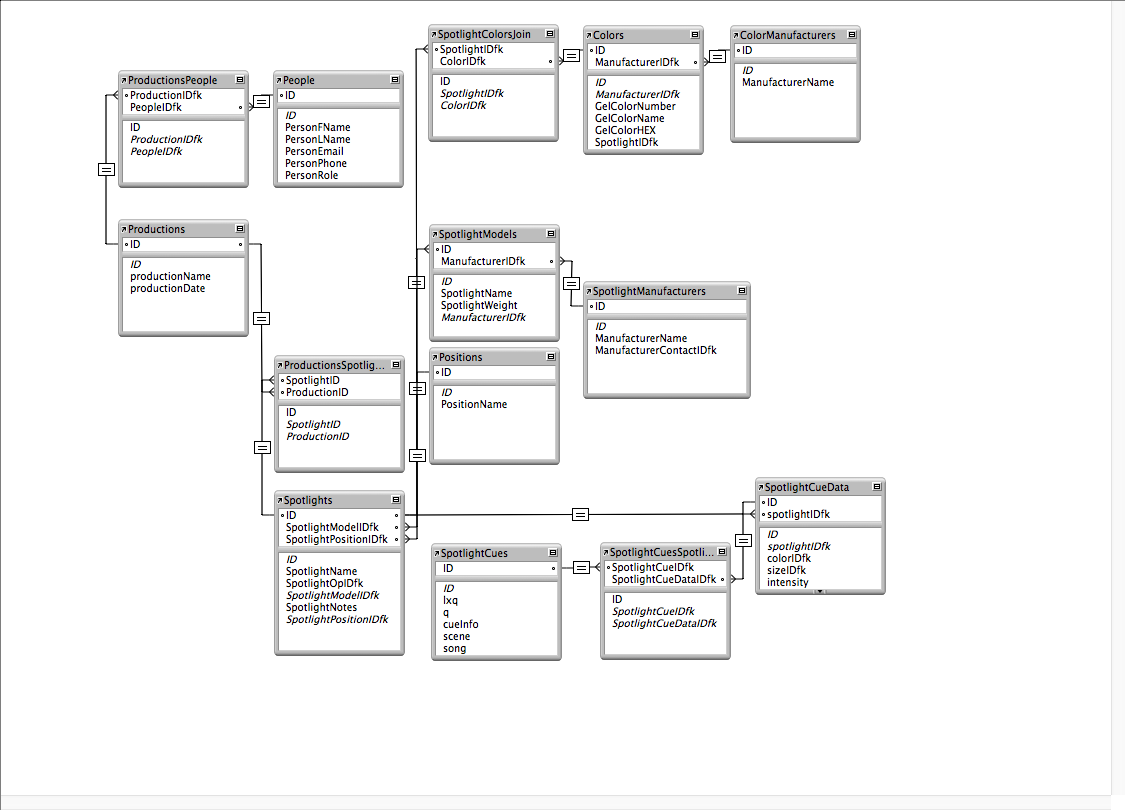 SpotlightColorsJoin
SpotlightIDfk
ColorIDfk
ID
SpotlightIDfk
ColorIDfk
Colors
ID
ManufacturerIDfk
ID
ManufacturerIDfk
GelColorNumber
GelColorName
GelColorHEX
SpotlightIDfk
ColorManufacturers
ID
ID
ManufacturerName
ProductionsPeople
ProductionIDfk
PeopleIDfk
ID
ProductionIDfk
PeopleIDfk
People
ID
ID
PersonFName
PersonLName
PersonEmail
PersonPhone
PersonRole
Productions
ID
ID
productionName
productionDate
SpotlightModels
ID
ManufacturerIDfk
ID
SpotlightName
SpotlightWeight
ManufacturerIDfk
SpotlightManufacturers
ID
ID
ManufacturerName
ManufacturerContactIDfk
ProductionsSpotlig...
SpotlightID
ProductionID
ID
SpotlightID
ProductionID
Positions
ID
ID
PositionName
Spotlights
ID
SpotlightModelIDfk
SpotlightPositionIDfk
ID
SpotlightName
SpotlightOpIDfk
SpotlightModelIDfk
SpotlightNotes
SpotlightPositionIDfk
SpotlightCues
ID
ID
lxq
q
cueInfo
scene
song
SpotlightCuesSpotli...
SpotlightCueIDfk
SpotlightCueDataIDfk
ID
SpotlightCueIDfk
SpotlightCueDataIDfk
SpotlightCueData
ID
spotlightIDfk
ID
spotlightIDfk
colorIDfk
sizeIDfk
intensity